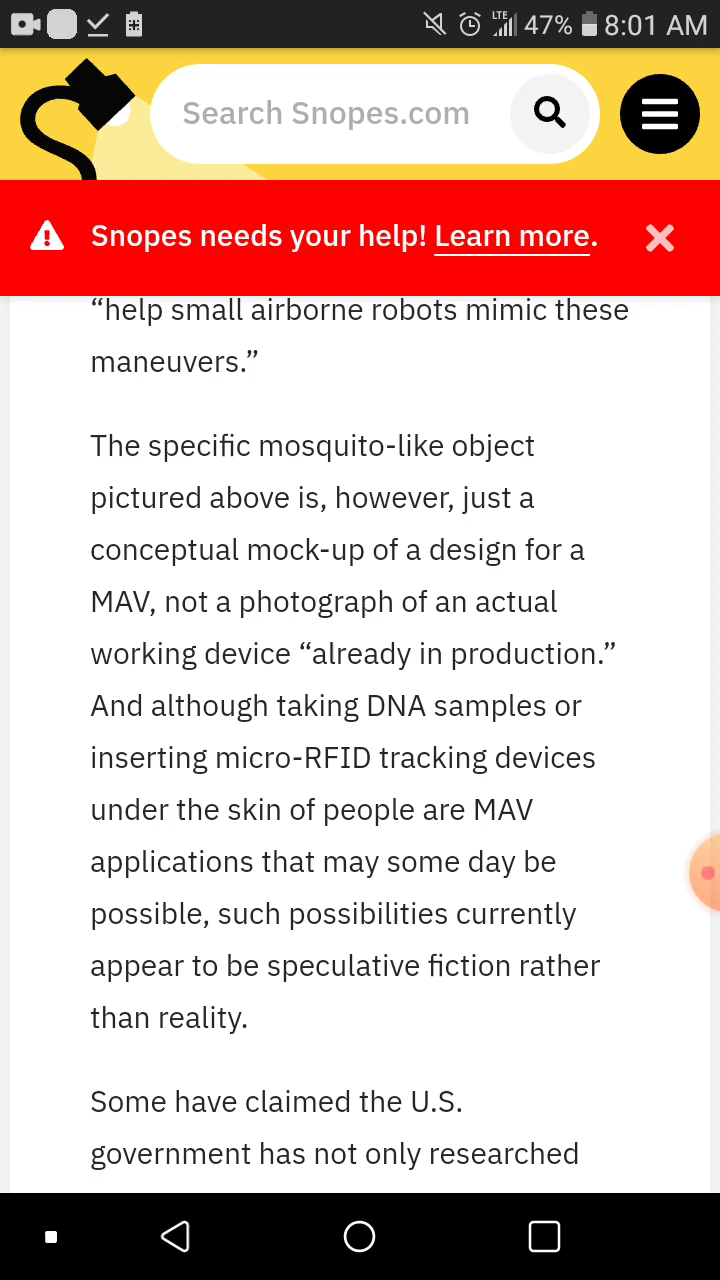 LTE 47% 8:01 AM
Search Snopes.com
Snopes needs your help! Learn more.
“help small airborne robots mimic these
maneuvers.”
The specific mosquito-like object
pictured above is, however, just a
conceptual mock-up of a design for a
MAV, not a photograph of an actual
working device “already in production.”
And although taking DNA samples or
inserting micro-RFID tracking devices
under the skin of people are MAV
applications that may some day be
possible, such possibilities currently
appear to be speculative fiction rather
than reality.
Some have claimed the U.S.
government has not only researched